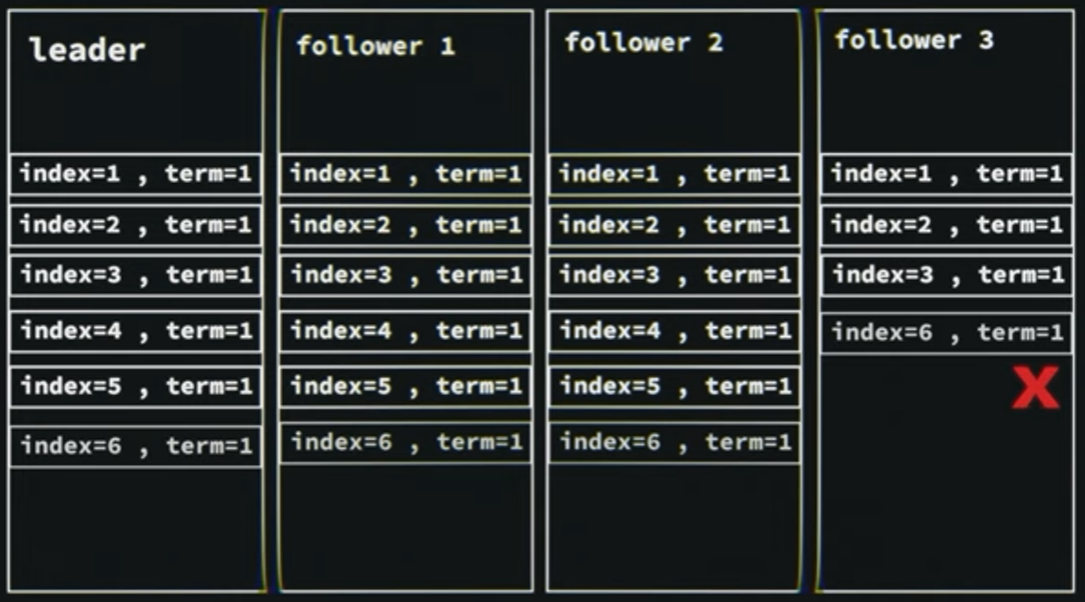 leader
index=1 , term=1
index=2 , term=1
index=3 , term=1
index=4 , term=1
index=5 , term=1
index=6 , term=1
follower 1
index=1 , term=1
index=2 , term=1
index=3 , term=1
index=4 , term=1
index=5 , term=1
index=6 , term=1
follower 2
index=1 , term=1
index=2 , term=1
index=3 , term=1
index=4 , term=1
index=5 , term=1
index=6 , term=1
follower 3
index=1 , term=1
index=2 , term=1
index=3 , term=1
index=6 , term=1
X